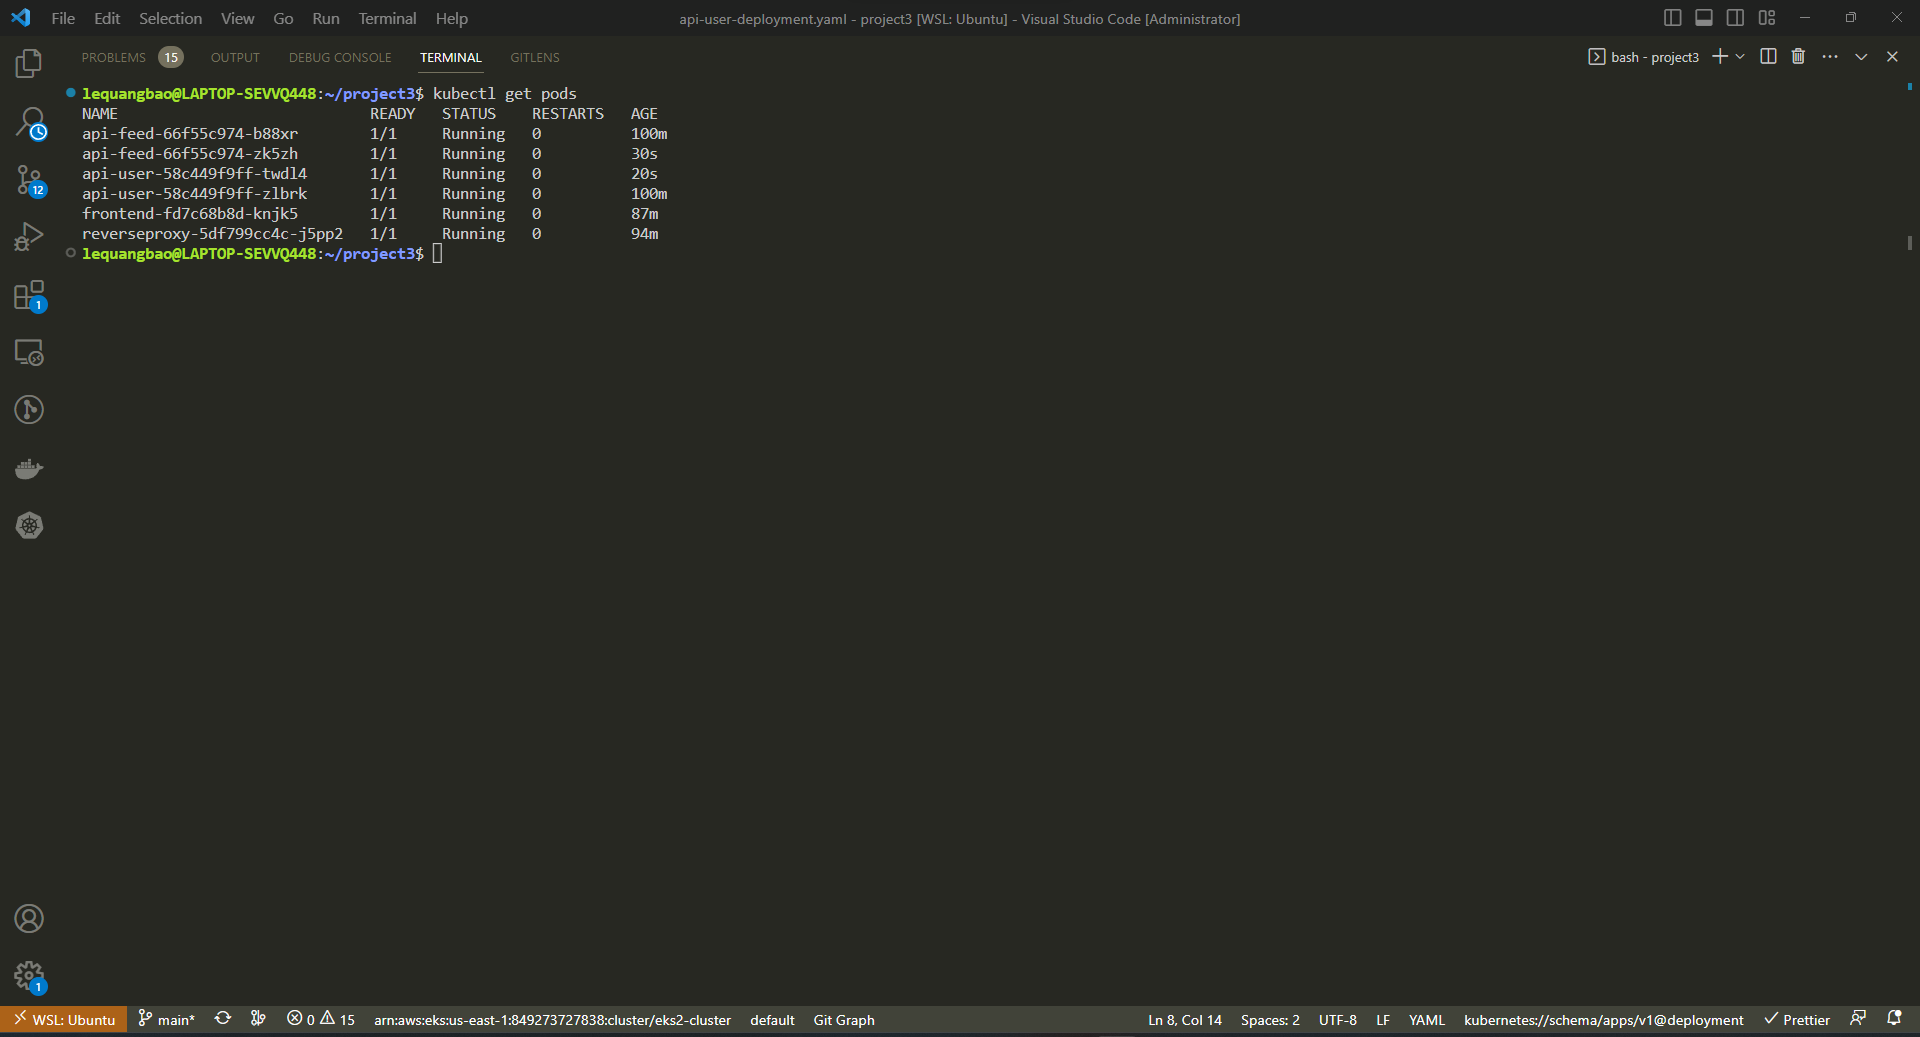 File Edit Selection View Go Run Terminal Help
api-user-deployment.yaml - project3 [WSL: Ubuntu] - Visual Studio Code [Administrator]
PROBLEMS 15 OUTPUT DEBUG CONSOLE TERMINAL GITLENS
bash - project3
lequangbao@LAPTOP-SEVVQ448:~/project3$ kubectl get pods
NAME READY STATUS RESTARTS AGE
api-feed-66f55c974-b88xr 1/1 Running 0 100m
api-feed-66f55c974-zk5zh 1/1 Running 0 30s
api-user-58c449f9ff-twdl4 1/1 Running 0 20s
api-user-58c449f9ff-zlbrk 1/1 Running 0 100m
frontend-fd7c68b8d-knjk5 1/1 Running 0 87m
reverseproxy-5df799cc4c-j5pp2 1/1 Running 0 94m
lequangbao@LAPTOP-SEVVQ448:~/project3$
12
1
1
WSL: Ubuntu main* 0 15 arn:aws:eks:us-east-1:849273727838:cluster/eks2-cluster default Git Graph Ln 8, Col 14 Spaces: 2 UTF-8 LF YAML kubernetes://schema/apps/v1@deployment Prettier